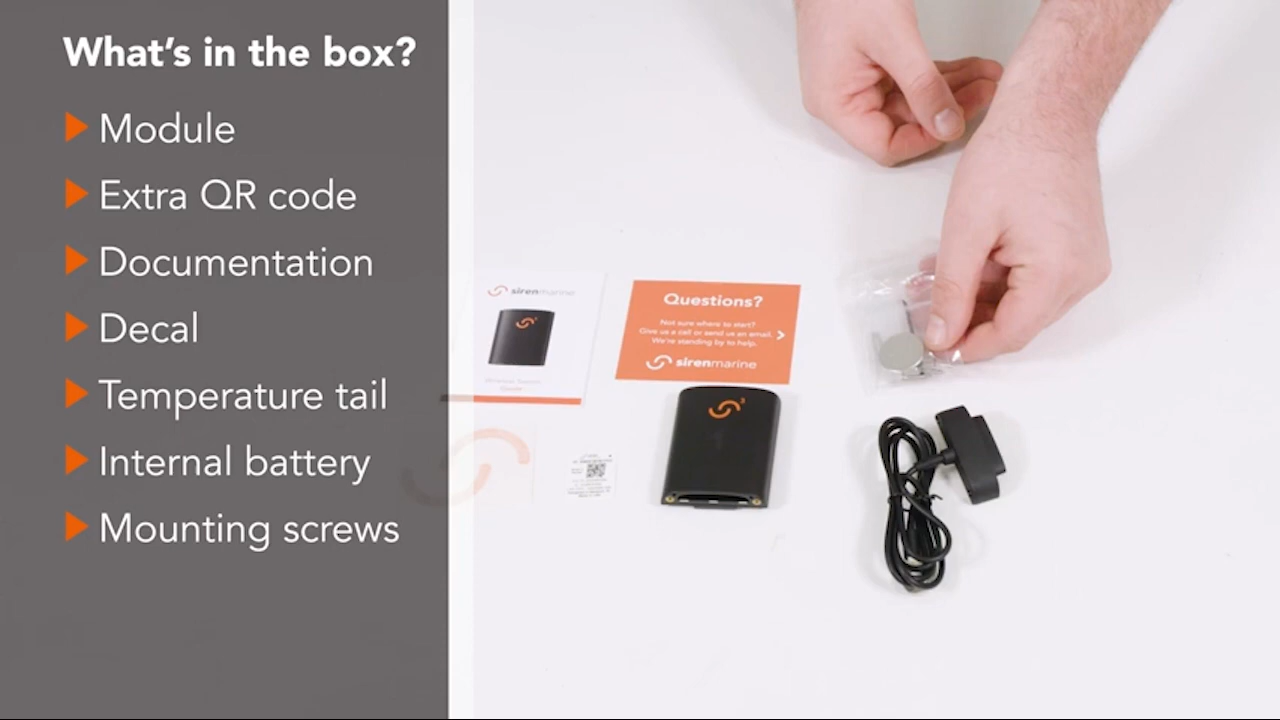 What's in the box?
Module
Extra QR code
Documentation
Decal
Temperature tail
Internal battery
Mounting screws
sirenmarine
Questions?
Not sure where to start?
Give us a call or send us an email.
We're standing by to help.
sirenmarine
3